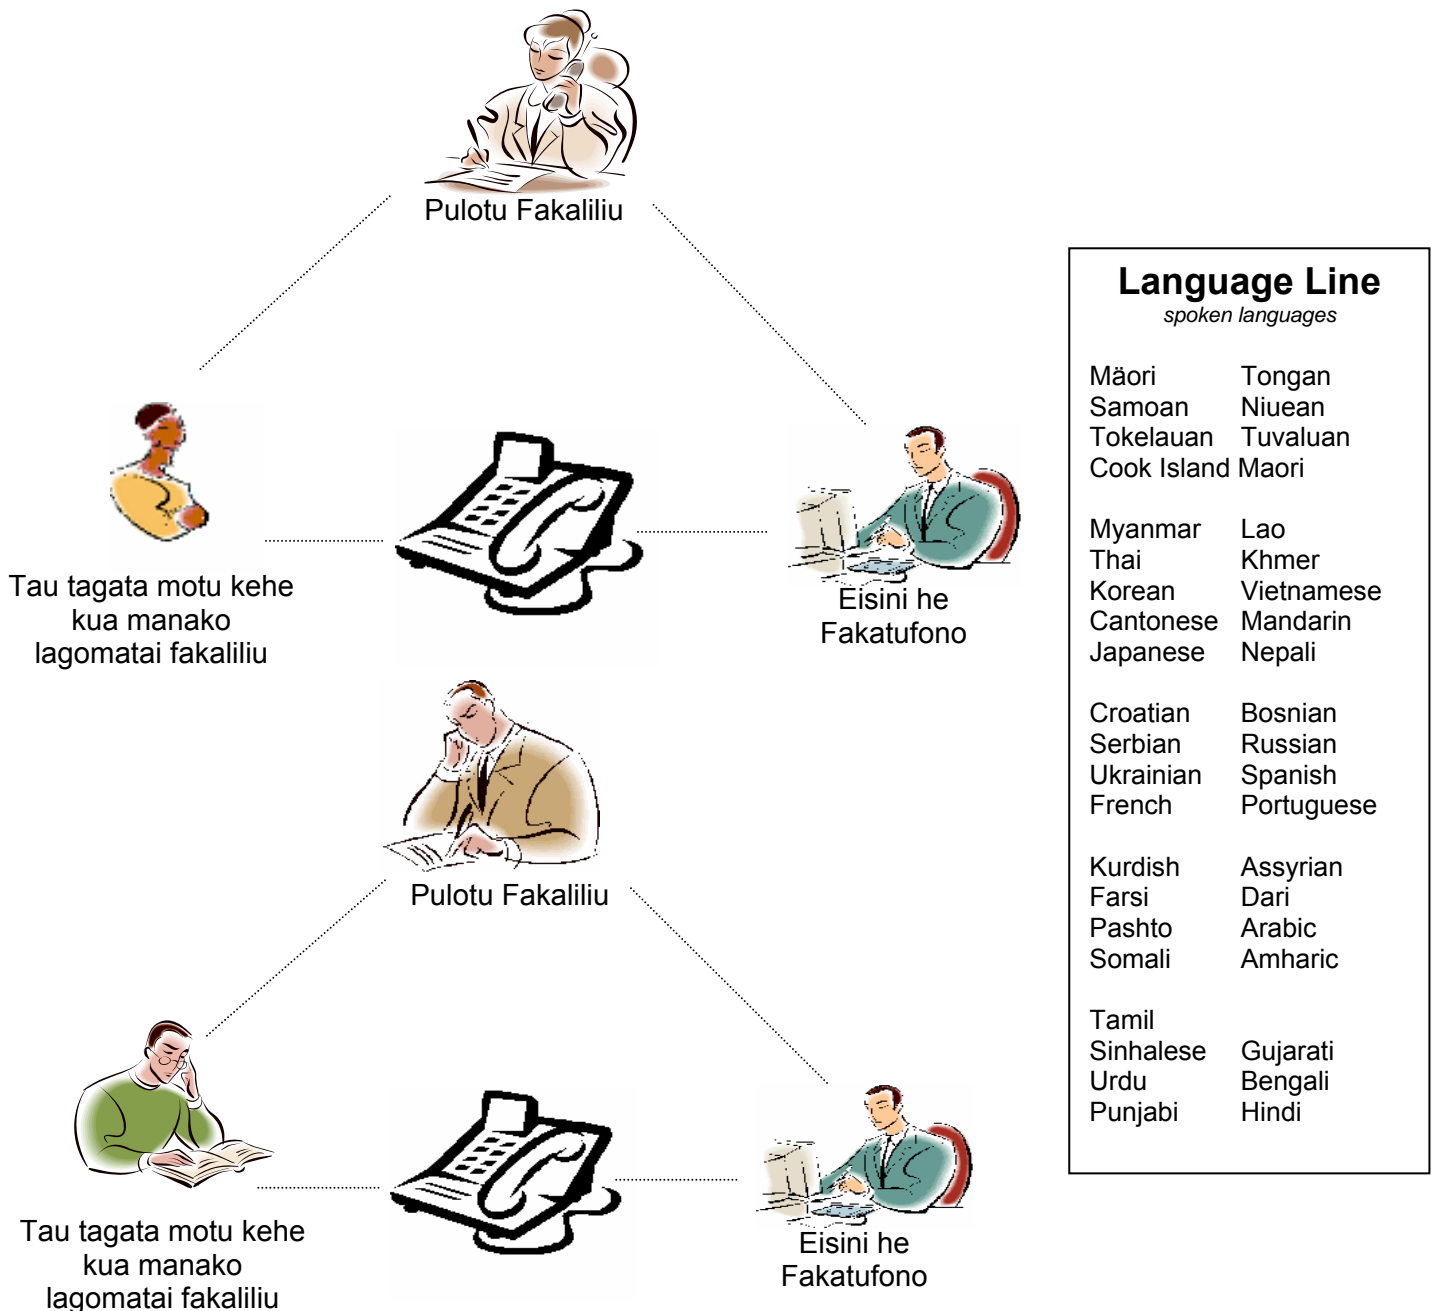 Pulotu Fakaliliu
Tau tagata motu kehe
kua manako
lagomatai fakaliliu
Eisini he
Fakatufono
Pulotu Fakaliliu
Tau tagata motu kehe
kua manako
lagomatai fakaliliu
Eisini he
Fakatufono
Language Line
spoken languages
Mäori Tongan
Samoan Niuean
Tokelauan Tuvaluan
Cook Island Maori
Myanmar Lao
Thai Khmer
Korean Vietnamese
Cantonese Mandarin
Japanese Nepali
Croatian Bosnian
Serbian Russian
Ukrainian Spanish
French Portuguese
Kurdish Assyrian
Farsi Dari
Pashto Arabic
Somali Amharic
Tamil
Sinhalese Gujarati
Urdu Bengali
Punjabi Hindi